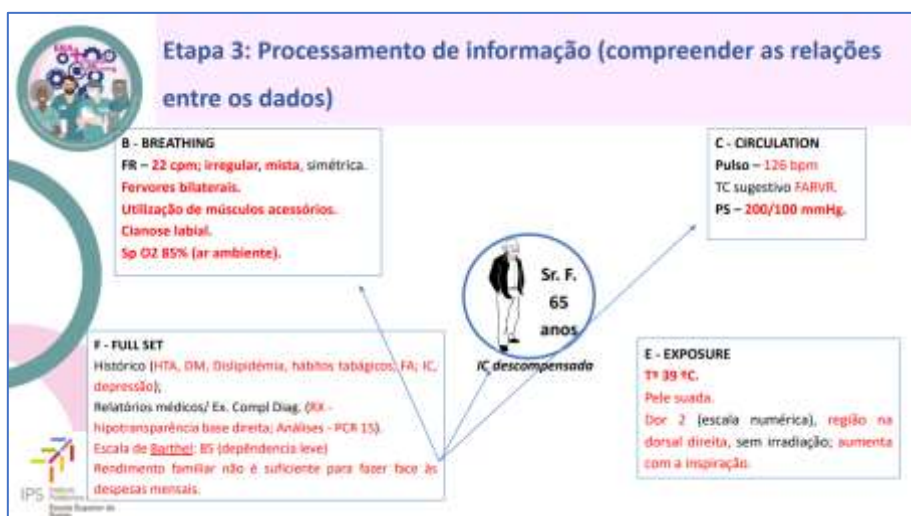 Etapa 3: Processamento de informação (compreender as relações
entre os dados)
B - BREATHING
FR – 22 cpm; irregular, mista, simétrica.
Fervores bilaterais.
Utilização de músculos acessórios.
Cianose labial.
Sp O2 85% (ar ambiente).
C - CIRCULATION
Pulso – 126 bpm
TC sugestivo FARVR.
PS – 200/100 mmHg.
Sr. F.
65
anos
IC descompensada
F - FULL SET
Histórico (HTA, DM, Dislipidémia, hábitos tabágicos, FA; IC,
depressão);
Relatórios médicos/ Ex. Compl Diag. (RX -
hipotransparência base direita; Análises - PCR 15).
Escala de Barthel: 85 (depêndencia leve)
Rendimento familiar não é suficiente para fazer face às
despesas mensais.
E - EXPOSURE
Tº 39 ºC.
Pele suada.
Dor 2 (escala numérica), região na
dorsal direita, sem irradiação; aumenta
com a inspiração.
IPS